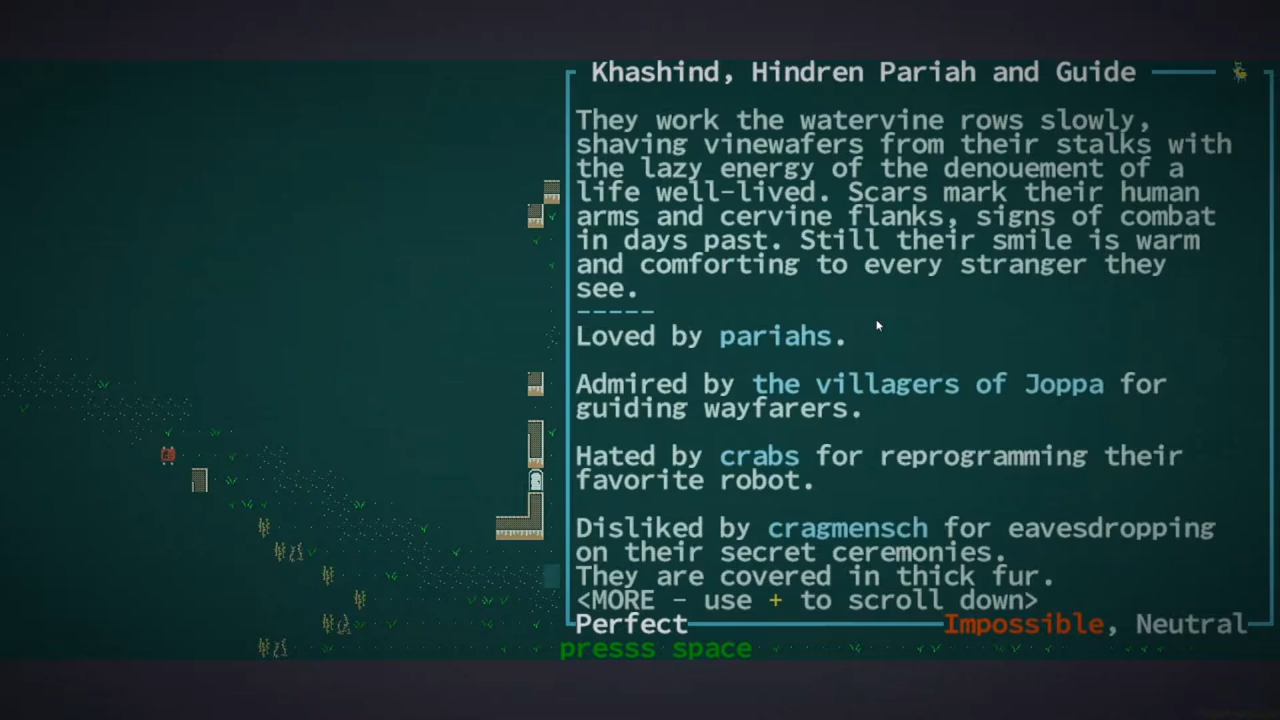 Khashind, Hindren Pariah and Guide
They work the watervine rows slowly,
shaving vinewafers from their stalks with
the lazy energy of the denouement of a
life well-lived. Scars mark their human
arms and cervine flanks, signs of combat
in days past. Still their smile is warm
and comforting to every stranger they
see.
-----
Loved by pariahs.
Admired by the villagers of Joppa for
guiding wayfarers.
Hated by crabs for reprogramming their
favorite robot.
Disliked by cragmensch for eavesdropping
on their secret ceremonies.
They are covered in thick fur.
<MORE - use + to scroll down>
Perfect Impossible, Neutral
presss space